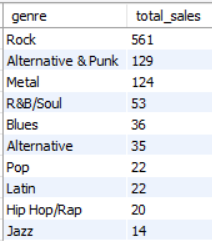 genre total_sales
Rock 561
Alternative & Punk 129
Metal 124
R&B/Soul 53
Blues 36
Alternative 35
Pop 22
Latin 22
Hip Hop/Rap 20
Jazz 14